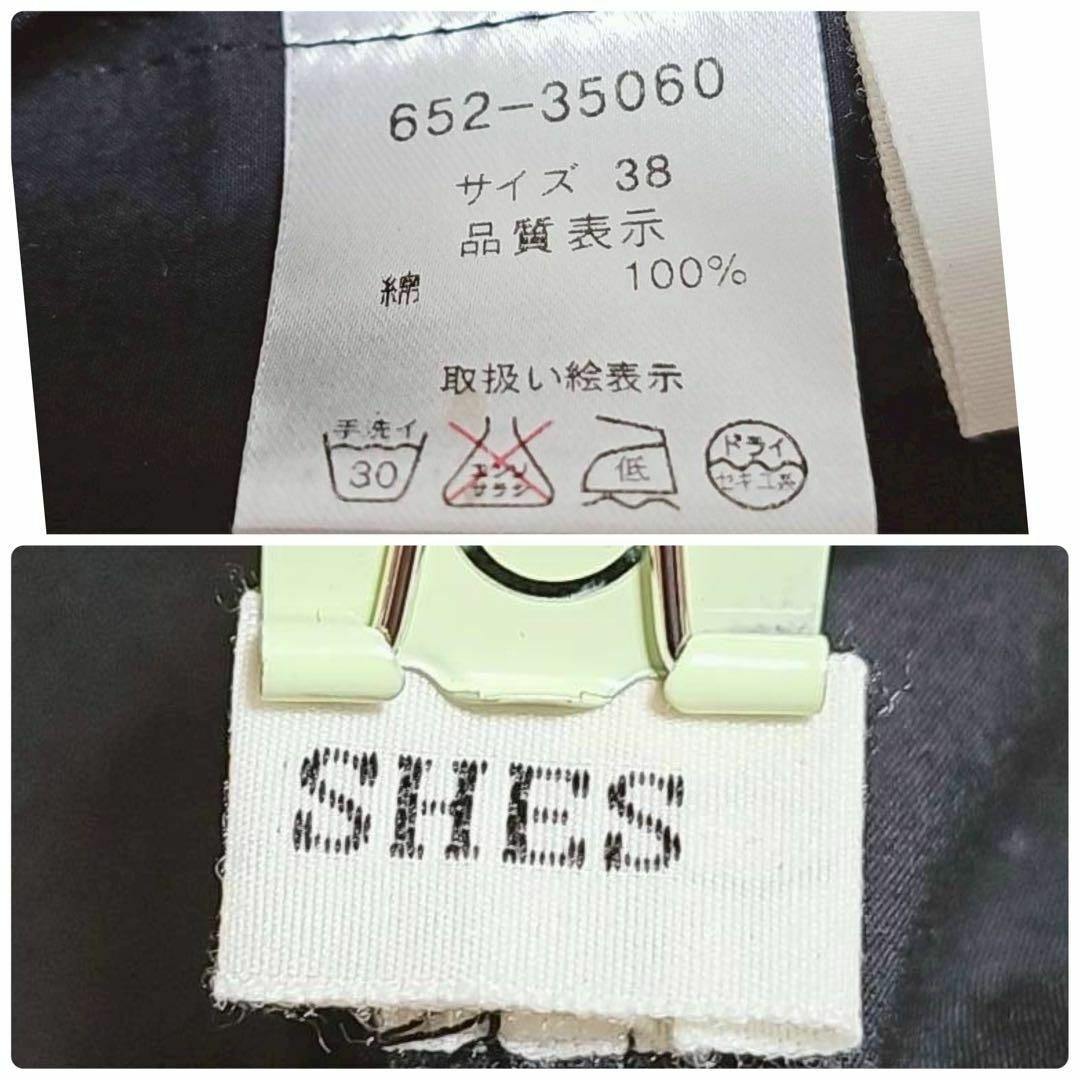 652-35060
サイズ 38
品質表示
綿 100%
取扱い絵表示
手洗イ 30
エンソサラシ
低
ドライ
セキユ系
SHES